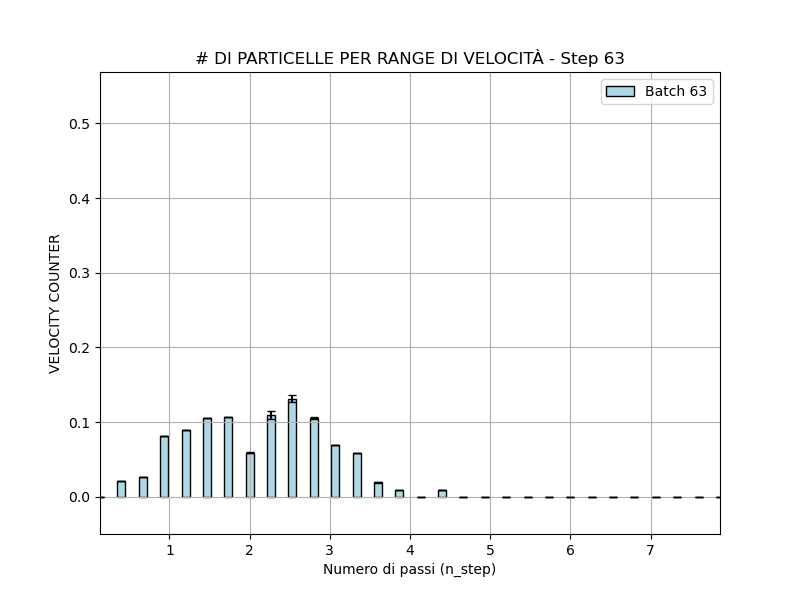 # DI PARTICELLE PER RANGE DI VELOCITÀ - Step 63
Batch 63
VELOCITY COUNTER
0.5
0.4
0.3
0.2
0.1
0.0
1 2 3 4 5 6 7
Numero di passi (n_step)